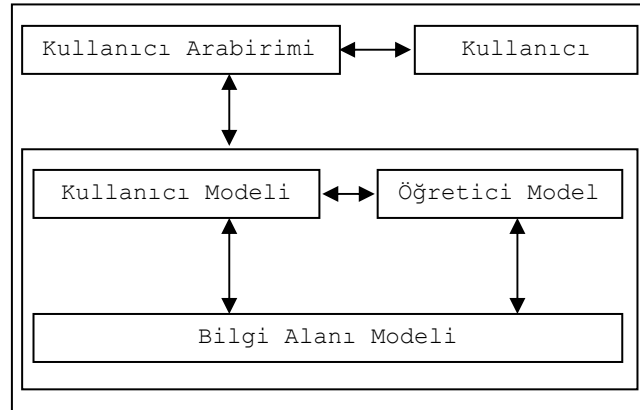 Kullanıcı Arabirimi
Kullanıcı
Kullanıcı Modeli
Öğretici Model
Bilgi Alanı Modeli